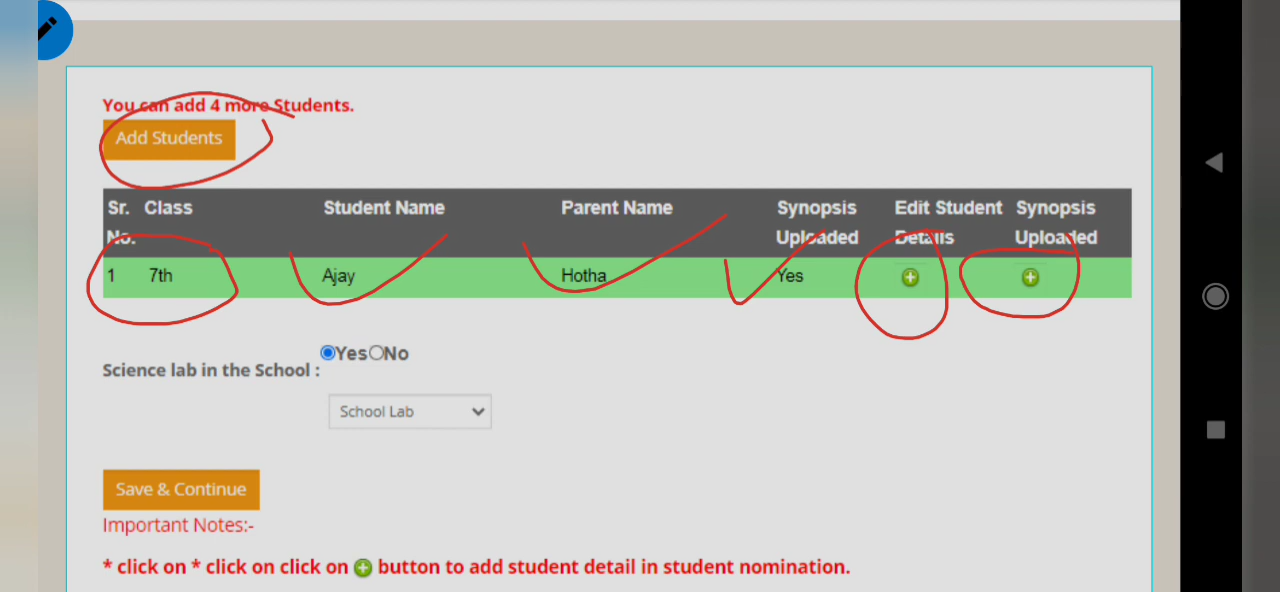 You can add 4 more Students.
Add Students
Sr. No. Class Student Name Parent Name Synopsis Uploaded Edit Student Details Synopsis Uploaded
1 7th Ajay Hotha Yes
Yes No
Science lab in the School :
School Lab
Save & Continue
Important Notes:-
* click on * click on click on button to add student detail in student nomination.